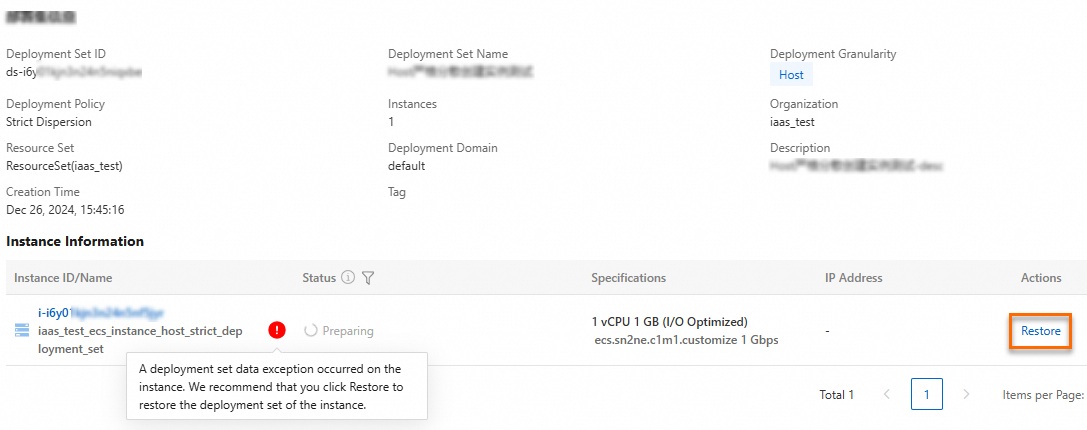 Deployment Set ID
ds-i6y
Deployment Set Name
Deployment Granularity
Host
Deployment Policy
Strict Dispersion
Instances
1
Organization
iaas_test
Resource Set
ResourceSet(iaas_test)
Deployment Domain
default
Description
Creation Time
Dec 26, 2024, 15:45:16
Tag
Instance Information
Instance ID/Name Status Specifications IP Address Actions
i-i6y01
iaas_test_ecs_instance_host_strict_dep
loyment_set
Preparing
1 vCPU 1 GB (I/O Optimized)
ecs.sn2ne.c1m1.customize 1 Gbps
-
Restore
A deployment set data exception occurred on the
instance. We recommend that you click Restore to
restore the deployment set of the instance.
Total 1 < 1 > Items per Page: